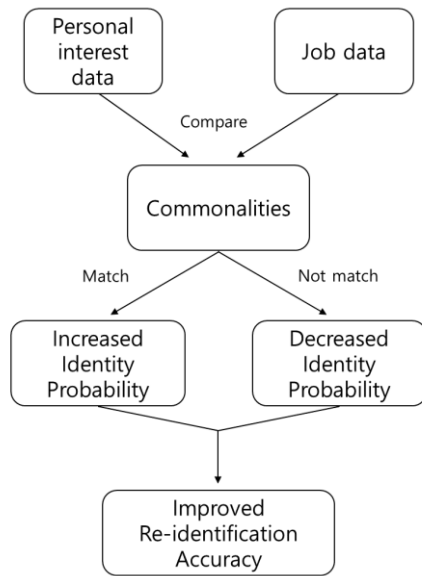 Personal
interest
data
Job data
Compare
Commonalities
Match
Not match
Increased
Identity
Probability
Decreased
Identity
Probability
Improved
Re-identification
Accuracy